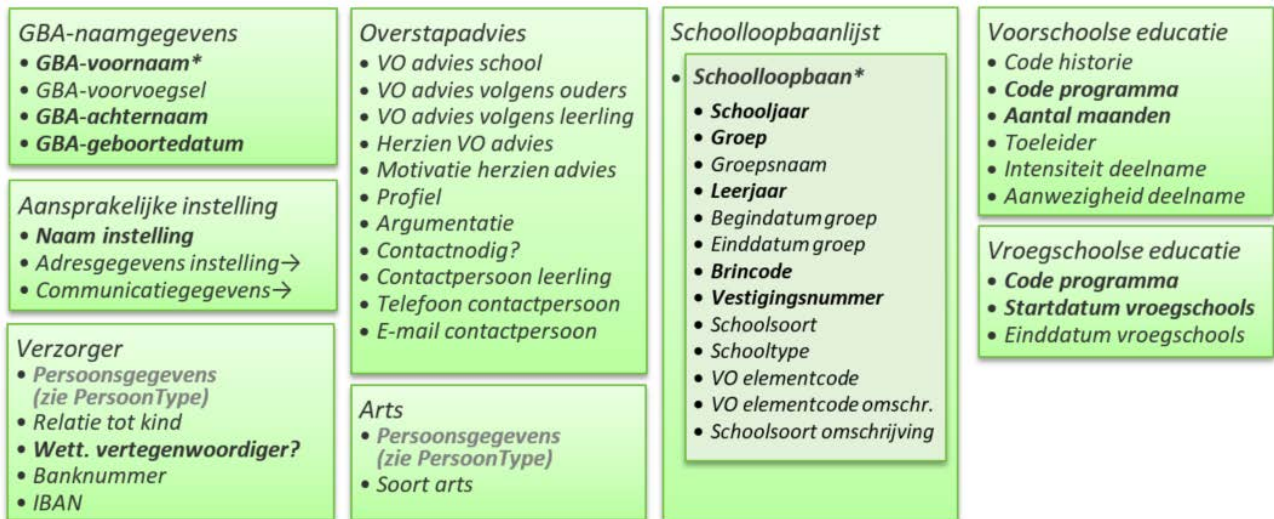 GBA-naamgegevens
• GBA-voornaam*
• GBA-voorvoegsel
• GBA-achternaam
• GBA-geboortedatum
Aansprakelijke instelling
• Naam instelling
• Adresgegevens instelling→
• Communicatiegegevens→
Verzorger
• Persoonsgegevens
(zie PersoonType)
• Relatie tot kind
• Wett. vertegenwoordiger?
• Banknummer
• IBAN
Overstapadvies
• VO advies school
• VO advies volgens ouders
• VO advies volgens leerling
• Herzien VO advies
• Motivatie herzien advies
• Profiel
• Argumentatie
• Contactnodig?
• Contactpersoon leerling
• Telefoon contactpersoon
• E-mail contactpersoon
Arts
• Persoonsgegevens
(zie PersoonType)
• Soort arts
Schoolloopbaanlijst
• Schoolloopbaan*
• Schooljaar
• Groep
• Groepsnaam
• Leerjaar
• Begindatum groep
• Einddatum groep
• Brincode
• Vestigingsnummer
• Schoolsoort
• Schooltype
• VO elementcode
• VO elementcode omschr.
• Schoolsoort omschrijving
Voorschoolse educatie
• Code historie
• Code programma
• Aantal maanden
• Toeleider
• Intensiteit deelname
• Aanwezigheid deelname
Vroegschoolse educatie
• Code programma
• Startdatum vroegschools
• Einddatum vroegschools